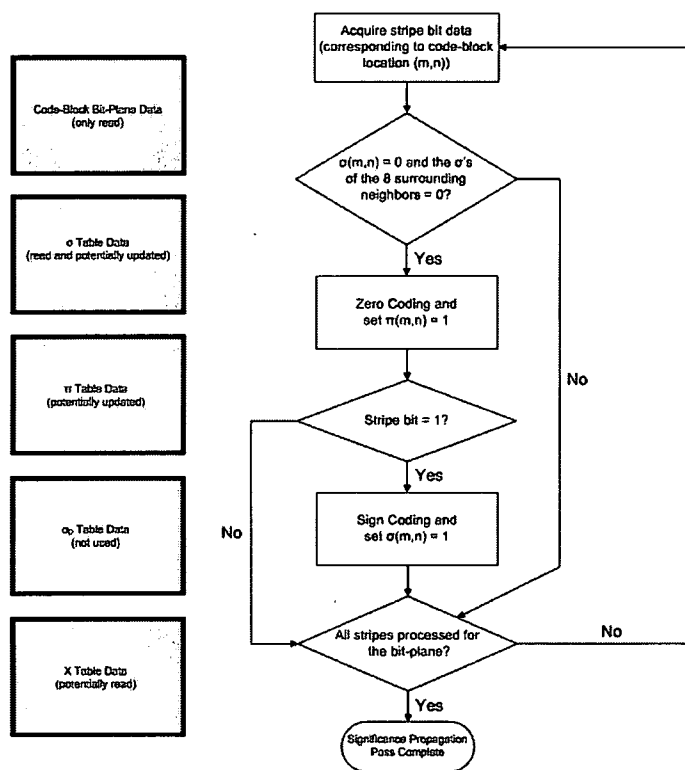 Acquire stripe bit data
(corresponding to code-block
location (m,n))
Code-Block Bit-Plane Data
(only read)
σ(m,n) = 0 and the σ's
of the 8 surrounding
neighbors = 0?
Yes
σ Table Data
(read and potentially updated)
Zero Coding and
set π(m,n) = 1
No
π Table Data
(potentially updated)
Stripe bit = 1?
Yes
No
σp Table Data
(not used)
Sign Coding and
set σ(m,n) = 1
All stripes processed for
the bit-plane?
No
X Table Data
(potentially read)
Yes
Significance Propagation
Pass Complete